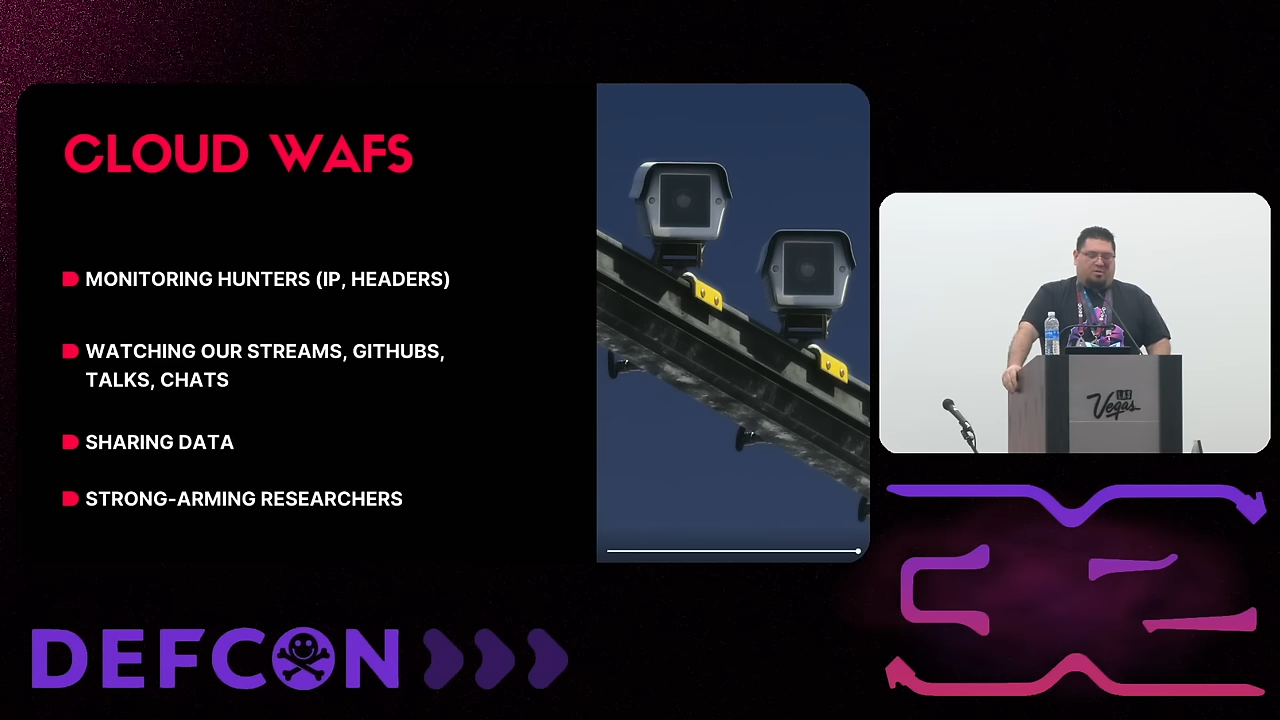 CLOUD WAFS
MONITORING HUNTERS (IP, HEADERS)
WATCHING OUR STREAMS, GITHUBS,
TALKS, CHATS
SHARING DATA
STRONG-ARMING RESEARCHERS
LAS
Vegas
DEFCON